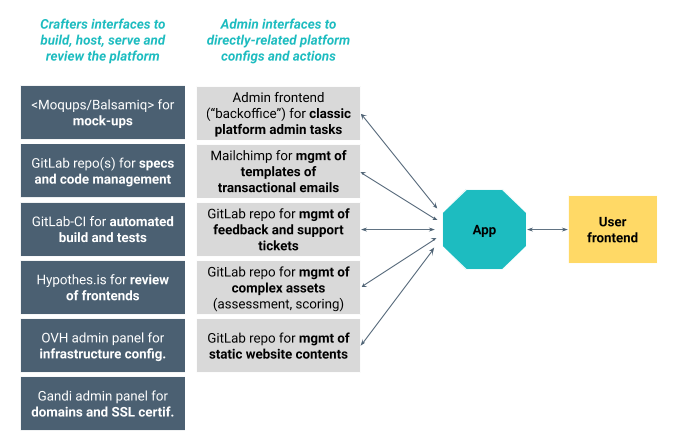 Crafters interfaces to
build, host, serve and
review the platform
Admin interfaces to
directly-related platform
configs and actions
<Moqups/Balsamiq> for
mock-ups
GitLab repo(s) for specs
and code management
GitLab-CI for automated
build and tests
Hypothes.is for review
of frontends
OVH admin panel for
infrastructure config.
Gandi admin panel for
domains and SSL certif.
Admin frontend
(“backoffice”) for classic
platform admin tasks
Mailchimp for mgmt of
templates of
transactional emails
GitLab repo for mgmt of
feedback and support
tickets
GitLab repo for mgmt of
complex assets
(assessment, scoring)
GitLab repo for mgmt of
static website contents
App
User
frontend